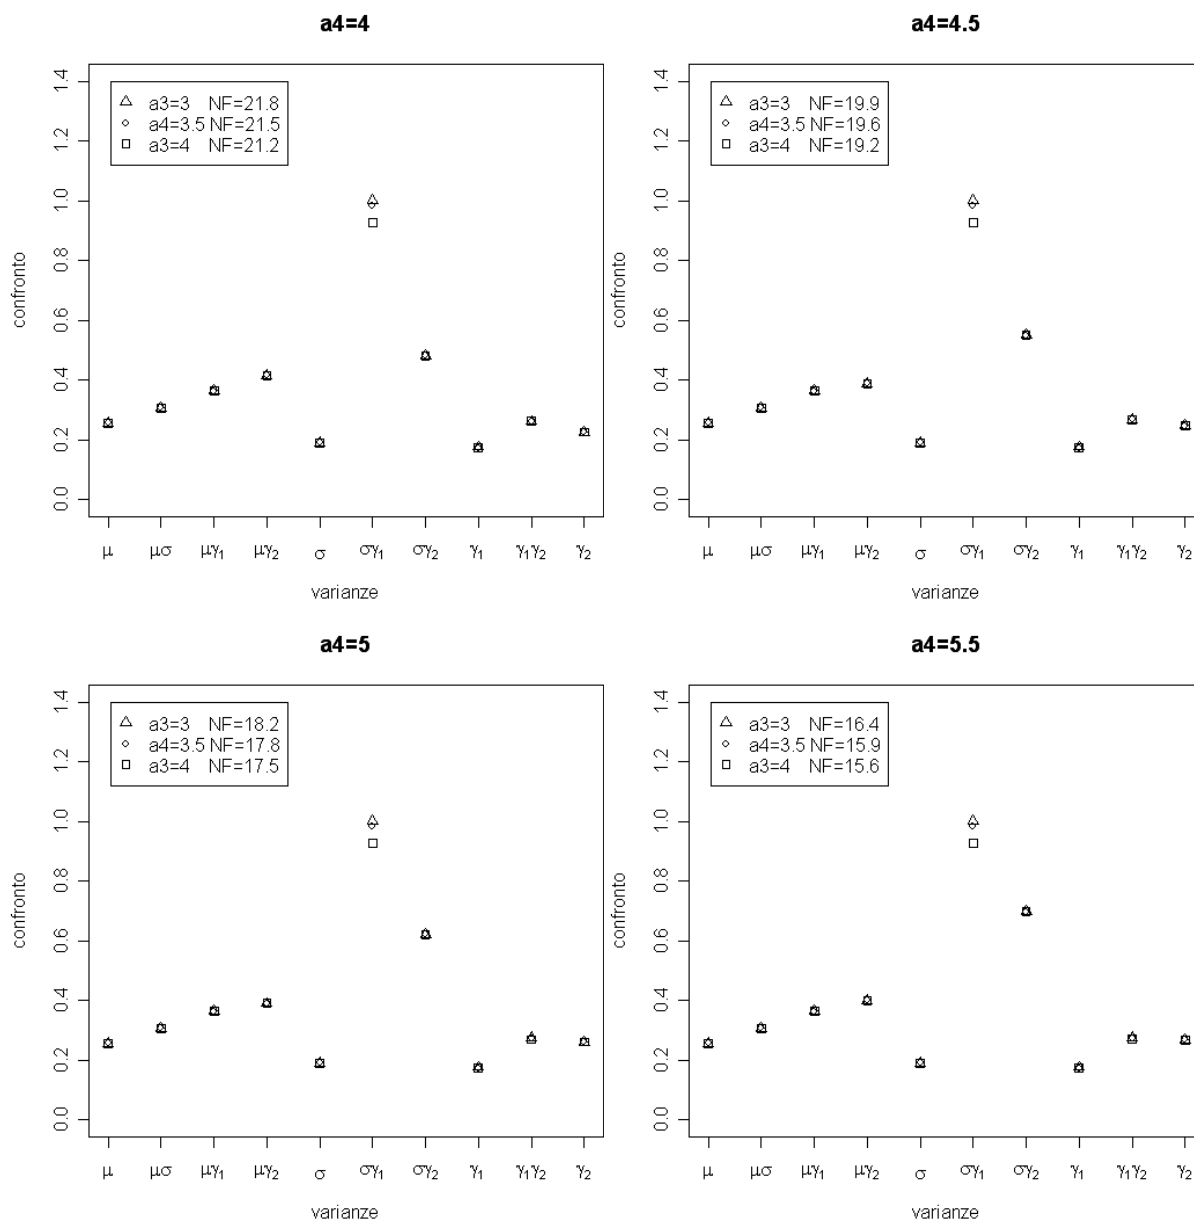 a4=4
1.4
1.2
1.0
0.8
0.6
0.4
0.2
0.0
confronto
a3=3 NF=21.8
a4=3.5 NF=21.5
a3=4 NF=21.2
μ μσ μγ1 μγ2 σ σγ1 σγ2 γ1 γ1γ2 γ2
varianze
a4=4.5
1.4
1.2
1.0
0.8
0.6
0.4
0.2
0.0
confronto
a3=3 NF=19.9
a4=3.5 NF=19.6
a3=4 NF=19.2
μ μσ μγ1 μγ2 σ σγ1 σγ2 γ1 γ1γ2 γ2
varianze
a4=5
1.4
1.2
1.0
0.8
0.6
0.4
0.2
0.0
confronto
a3=3 NF=18.2
a4=3.5 NF=17.8
a3=4 NF=17.5
μ μσ μγ1 μγ2 σ σγ1 σγ2 γ1 γ1γ2 γ2
varianze
a4=5.5
1.4
1.2
1.0
0.8
0.6
0.4
0.2
0.0
confronto
a3=3 NF=16.4
a4=3.5 NF=15.9
a3=4 NF=15.6
μ μσ μγ1 μγ2 σ σγ1 σγ2 γ1 γ1γ2 γ2
varianze